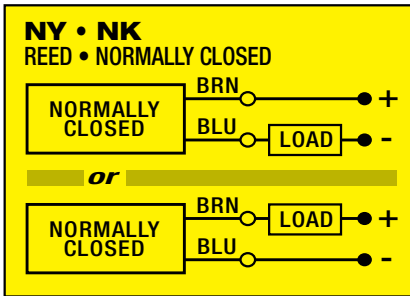 NY • NK
REED • NORMALLY CLOSED
BRN
+
NORMALLY
CLOSED
BLU
LOAD
-
or
BRN
LOAD
+
NORMALLY
CLOSED
BLU
-